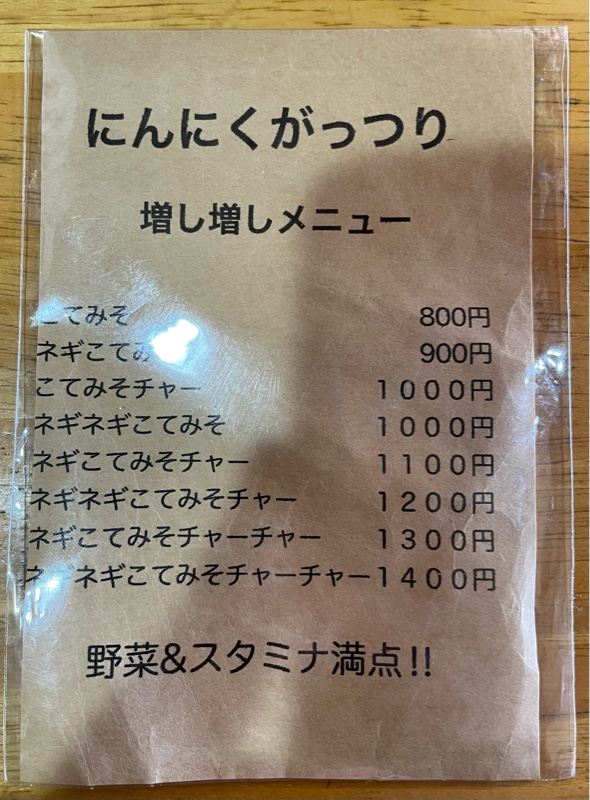 にんにくがっつり
増し増しメニュー
こてみそ 800円
ネギこてみ 900円
こてみそチャー 1000円
ネギネギこてみそ 1000円
ネギこてみそチャー 1100円
ネギネギこてみそチャー 1200円
ネギこてみそチャーチャー 1300円
ネギネギこてみそチャーチャー 1400円
野菜&スタミナ満点!!